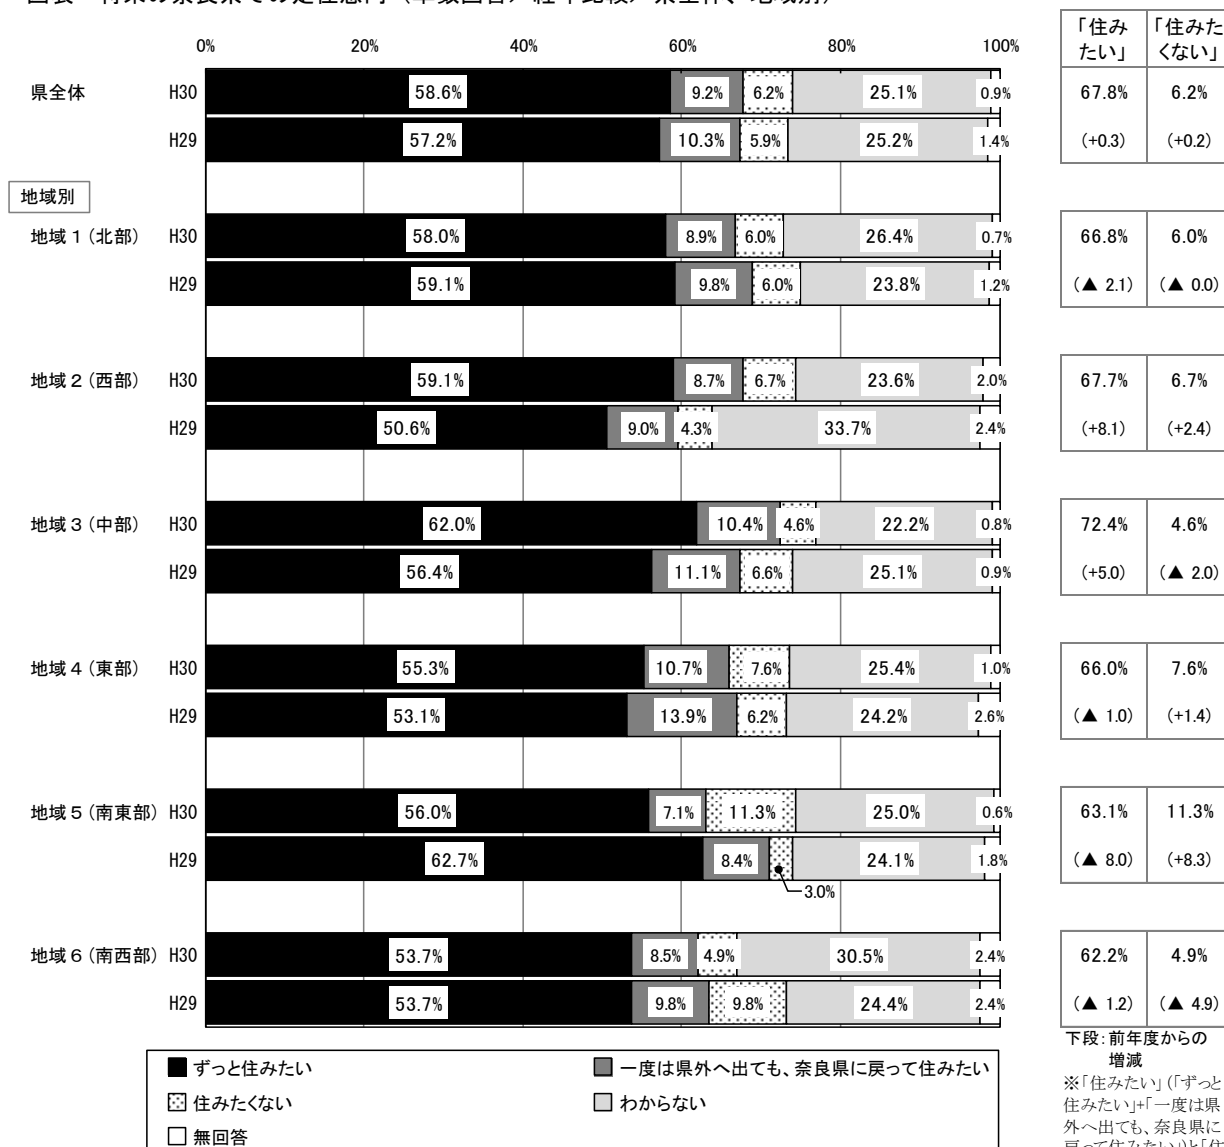 0% 20% 40% 60% 80% 100%
「住みたい」 「住みたくない」
県全体 H30 58.6% 9.2% 6.2% 25.1% 0.9% 67.8% 6.2%
H29 57.2% 10.3% 5.9% 25.2% 1.4% (+0.3) (+0.2)
地域別
地域1(北部) H30 58.0% 8.9% 6.0% 26.4% 0.7% 66.8% 6.0%
H29 59.1% 9.8% 6.0% 23.8% 1.2% (▲ 2.1) (▲ 0.0)
地域2(西部) H30 59.1% 8.7% 6.7% 23.6% 2.0% 67.7% 6.7%
H29 50.6% 9.0% 4.3% 33.7% 2.4% (+8.1) (+2.4)
地域3(中部) H30 62.0% 10.4% 4.6% 22.2% 0.8% 72.4% 4.6%
H29 56.4% 11.1% 6.6% 25.1% 0.9% (+5.0) (▲ 2.0)
地域4(東部) H30 55.3% 10.7% 7.6% 25.4% 1.0% 66.0% 7.6%
H29 53.1% 13.9% 6.2% 24.2% 2.6% (▲ 1.0) (+1.4)
地域5(南東部) H30 56.0% 7.1% 11.3% 25.0% 0.6% 63.1% 11.3%
H29 62.7% 8.4% 24.1% 1.8% (▲ 8.0) (+8.3)
3.0%
地域6(南西部) H30 53.7% 8.5% 4.9% 30.5% 2.4% 62.2% 4.9%
H29 53.7% 9.8% 9.8% 24.4% 2.4% (▲ 1.2) (▲ 4.9)
ずっと住みたい 一度は県外へ出ても、奈良県に戻って住みたい
住みたくない わからない
無回答
下段:前年度からの
増減
※「住みたい」(「ずっと
住みたい」+「一度は県
外へ出ても、奈良県に